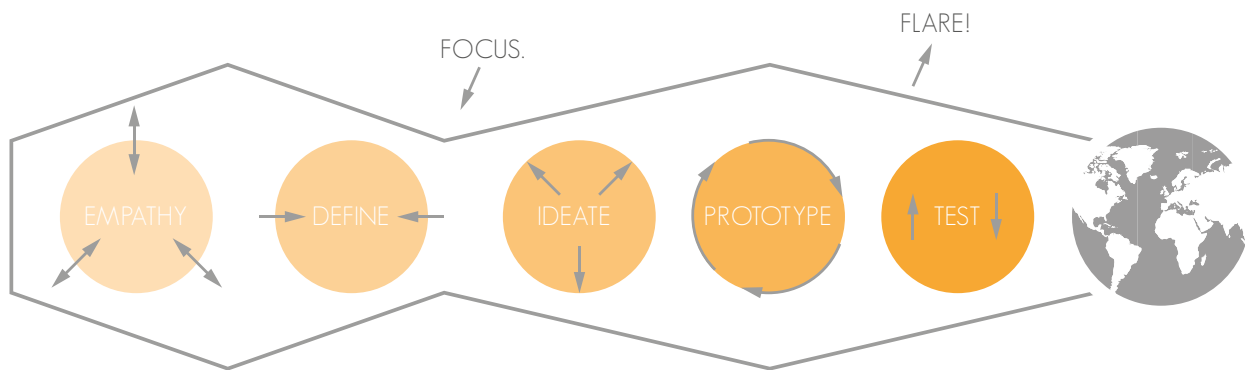 FLARE!
FOCUS.
EMPATHY
DEFINE
IDEATE
PROTOTYPE
TEST